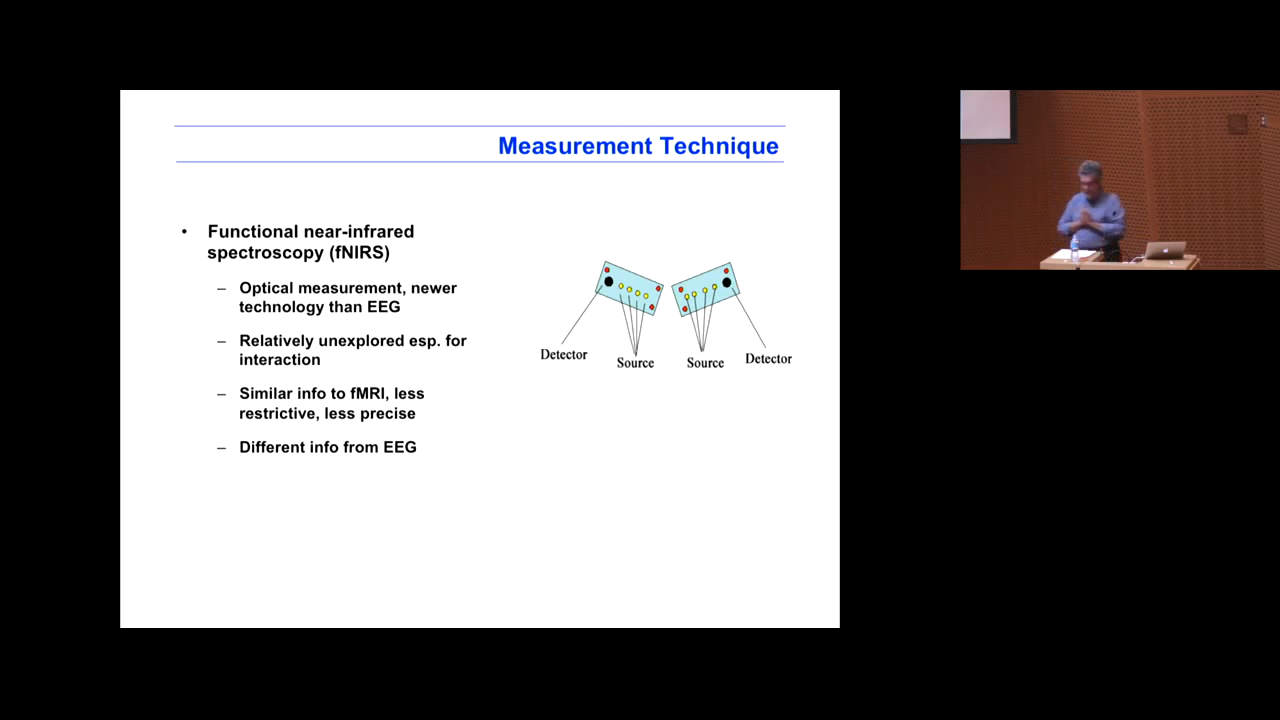 Measurement Technique
• Functional near-infrared
spectroscopy (fNIRS)
– Optical measurement, newer
technology than EEG
– Relatively unexplored esp. for
interaction
– Similar info to fMRI, less
restrictive, less precise
– Different info from EEG
Detector
Source
Source
Detector